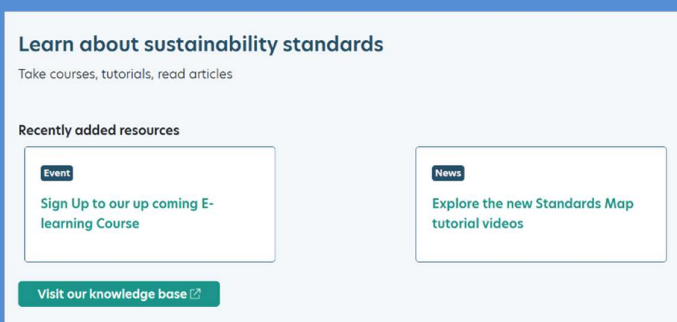 Learn about sustainability standards
Take courses, tutorials, read articles
Recently added resources
Event
Sign Up to our up coming E-
learning Course
News
Explore the new Standards Map
tutorial videos
Visit our knowledge base